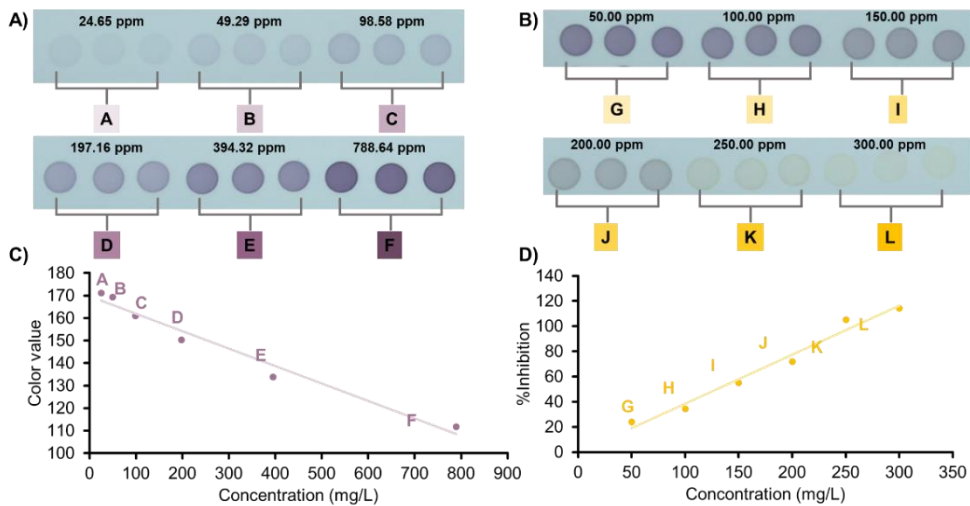 A)
24.65 ppm 49.29 ppm 98.58 ppm
A B C
197.16 ppm 394.32 ppm 788.64 ppm
D E F
B)
50.00 ppm 100.00 ppm 150.00 ppm
G H I
200.00 ppm 250.00 ppm 300.00 ppm
J K L
C)
Color value
180
170
160
150
140
130
120
110
100
A
B
C
D
E
F
0 100 200 300 400 500 600 700 800 900
Concentration (mg/L)
D)
%Inhibition
140
120
100
80
60
40
20
0
G
H
I
J
K
L
0 50 100 150 200 250 300 350
Concontration (mg/L)